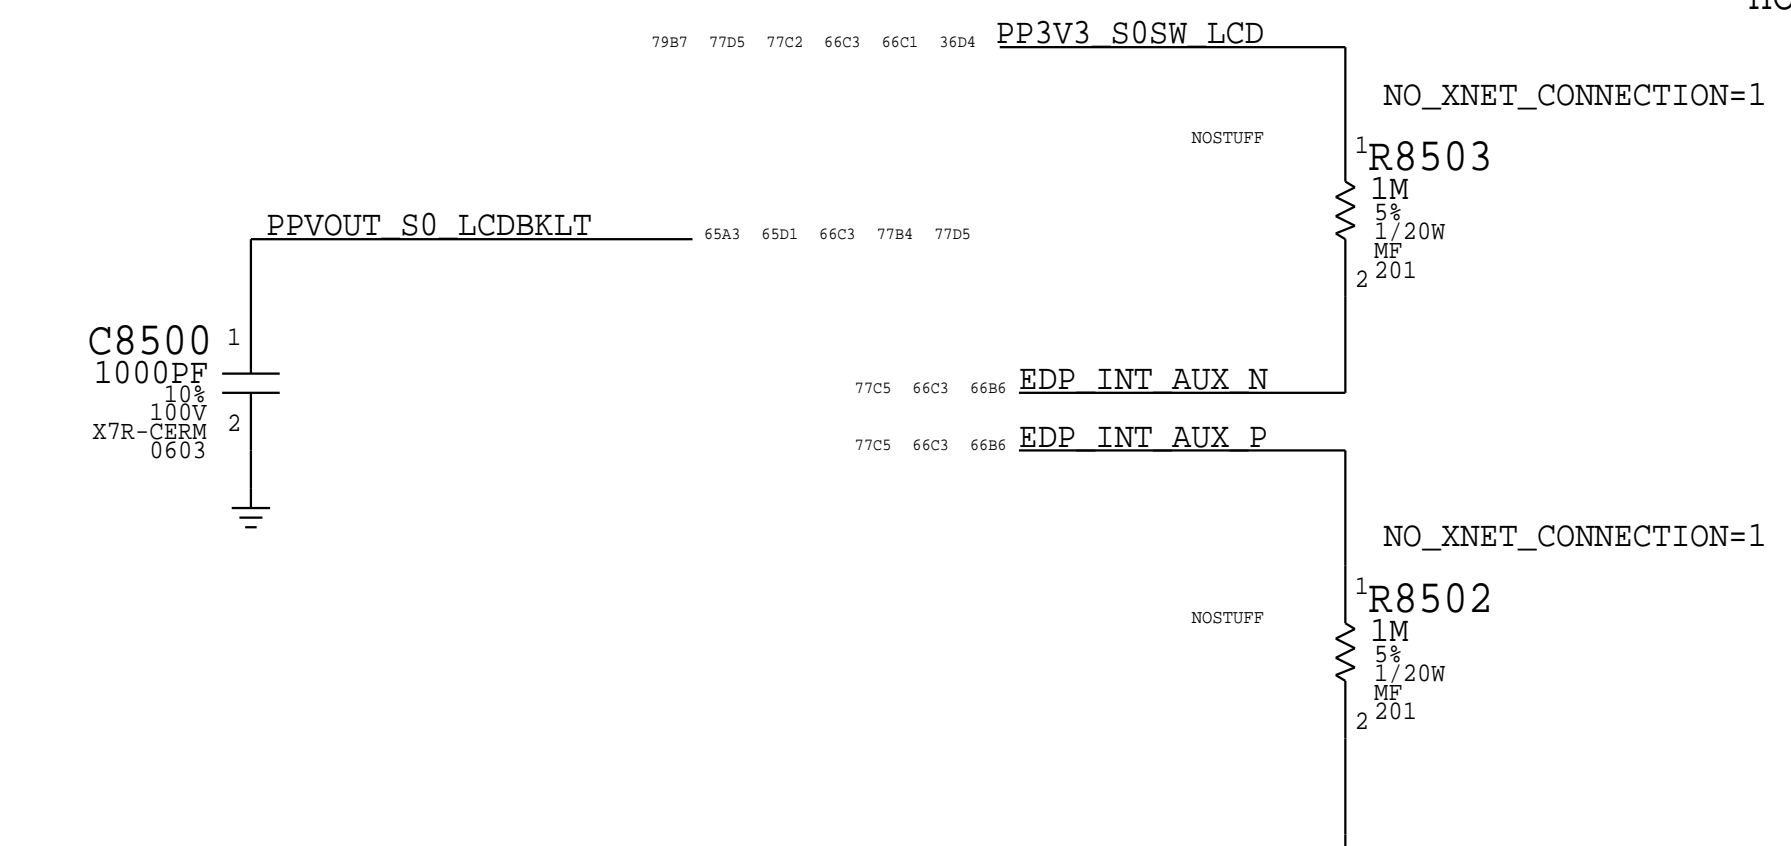 79B7 77D5 77C2 66C3 66C1 36D4 PP3V3_S0SW_LCD
NO_XNET_CONNECTION=1
NOSTUFF
1
R8503
1M
5%
1/20W
MF
201
2
PPVOUT_S0_LCDBKLT
65A3 65D1 66C3 77B4 77D5
C8500
1
1000PF
10%
100V
X7R-CERM
0603
2
77C5 66C3 66B6 EDP_INT_AUX_N
77C5 66C3 66B6 EDP_INT_AUX_P
NO_XNET_CONNECTION=1
NOSTUFF
1
R8502
1M
5%
1/20W
MF
201
2